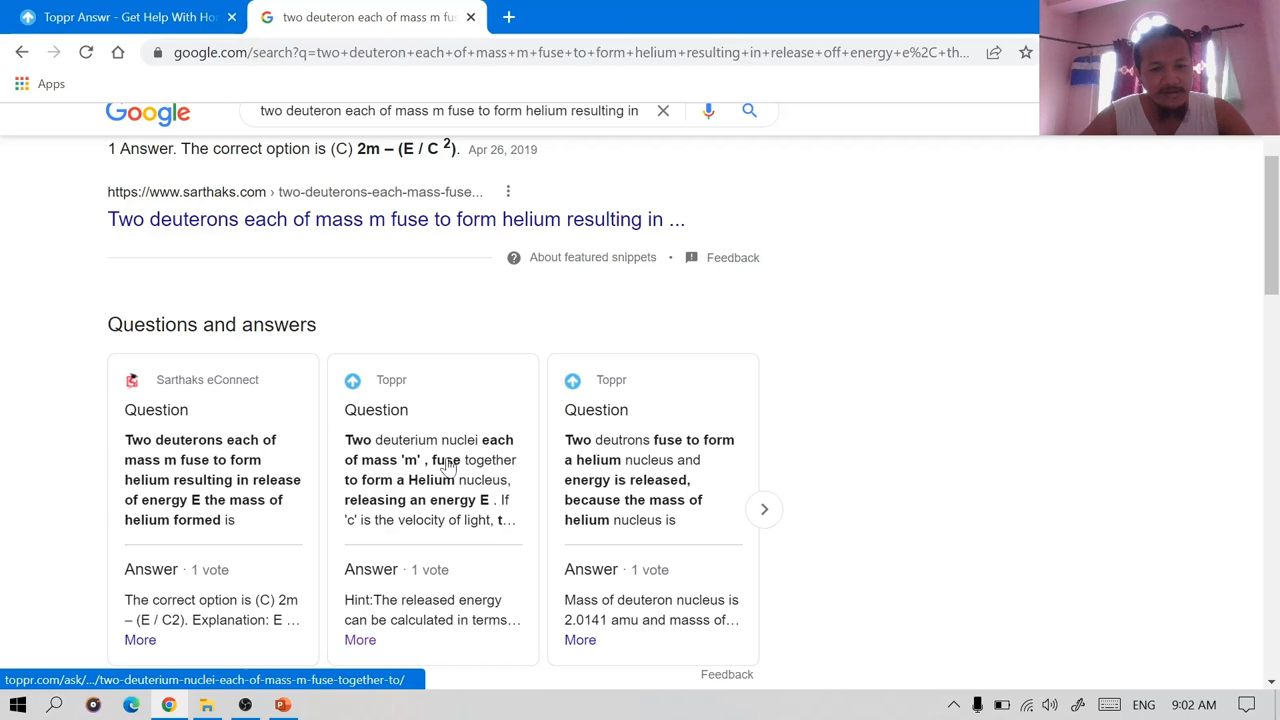 Toppr Answr - Get Help With Hor
two deuteron each of mass m fus
google.com/search?q=two+deuteron+each+of+mass+m+fuse+to+form+helium+resulting+in+release+off+energy+e%2C+th...
Apps
Google
two deuteron each of mass m fuse to form helium resulting in
1 Answer. The correct option is (C) 2m – (E / C 2). Apr 26, 2019
https://www.sarthaks.com › two-deuterons-each-mass-fuse...
Two deuterons each of mass m fuse to form helium resulting in ...
About featured snippets • Feedback
Questions and answers
Sarthaks eConnect
Question
Two deuterons each of
mass m fuse to form
helium resulting in release
of energy E the mass of
helium formed is
Answer · 1 vote
The correct option is (C) 2m
– (E / C2). Explanation: E ...
More
Toppr
Question
Two deuterium nuclei each
of mass 'm' , fuse together
to form a Helium nucleus,
releasing an energy E . If
'c' is the velocity of light, t...
Answer · 1 vote
Hint:The released energy
can be calculated in terms...
More
Toppr
Question
Two deutrons fuse to form
a helium nucleus and
energy is released,
because the mass of
helium nucleus is
Answer · 1 vote
Mass of deuteron nucleus is
2.0141 amu and masss of...
More
Feedback
toppr.com/ask/.../two-deuterium-nuclei-each-of-mass-m-fuse-together-to/
ENG
9:02 AM